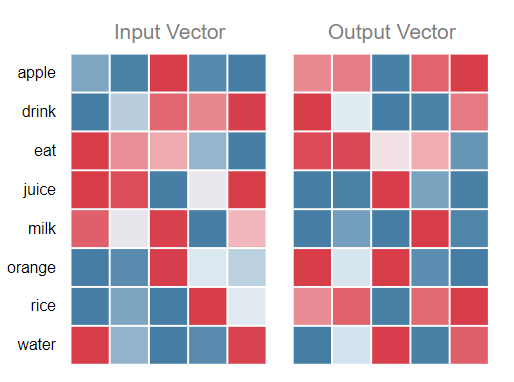 Input Vector
Output Vector
apple
drink
eat
juice
milk
orange
rice
water